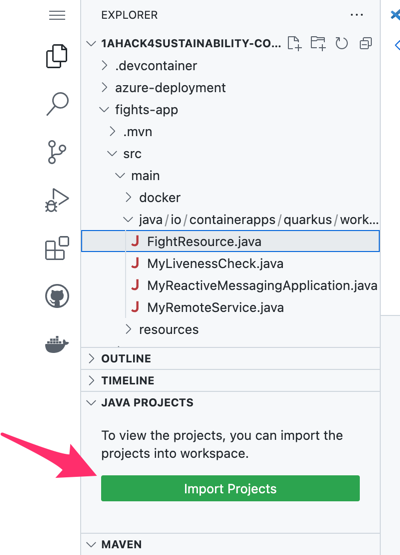 EXPLORER
1AHACK4SUSTAINABILITY-CO...
.devcontainer
azure-deployment
fights-app
.mvn
src
main
docker
java/io/containerapps/quarkus/work...
J FightResource.java
J MyLivenessCheck.java
J MyReactiveMessagingApplication.java
J MyRemoteService.java
resources
OUTLINE
TIMELINE
JAVA PROJECTS
To view the projects, you can import the
projects into workspace.
Import Projects
MAVEN